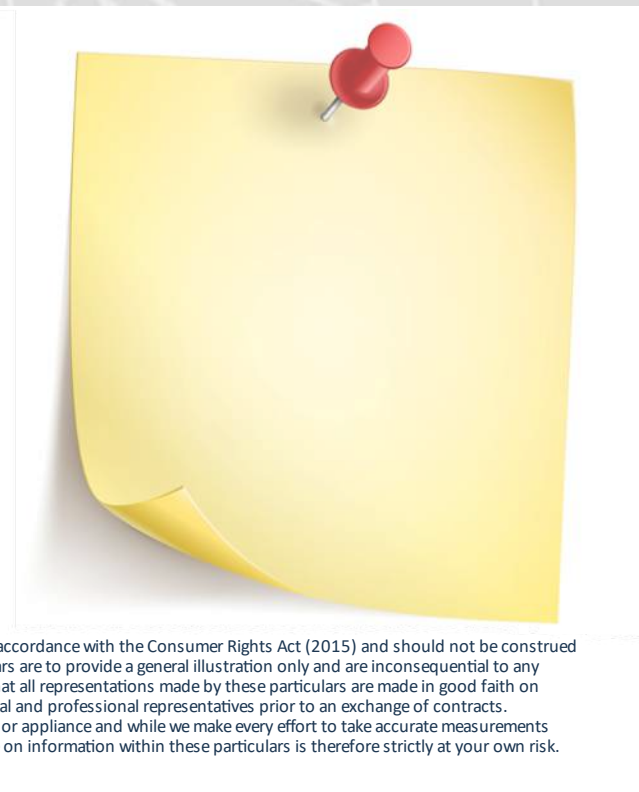 accordance with the Consumer Rights Act (2015) and should not be construed
ars are to provide a general illustration only and are inconsequential to any
at all representations made by these particulars are made in good faith on
al and professional representatives prior to an exchange of contracts.
or appliance and while we make every effort to take accurate measurements
on information within these particulars is therefore strictly at your own risk.